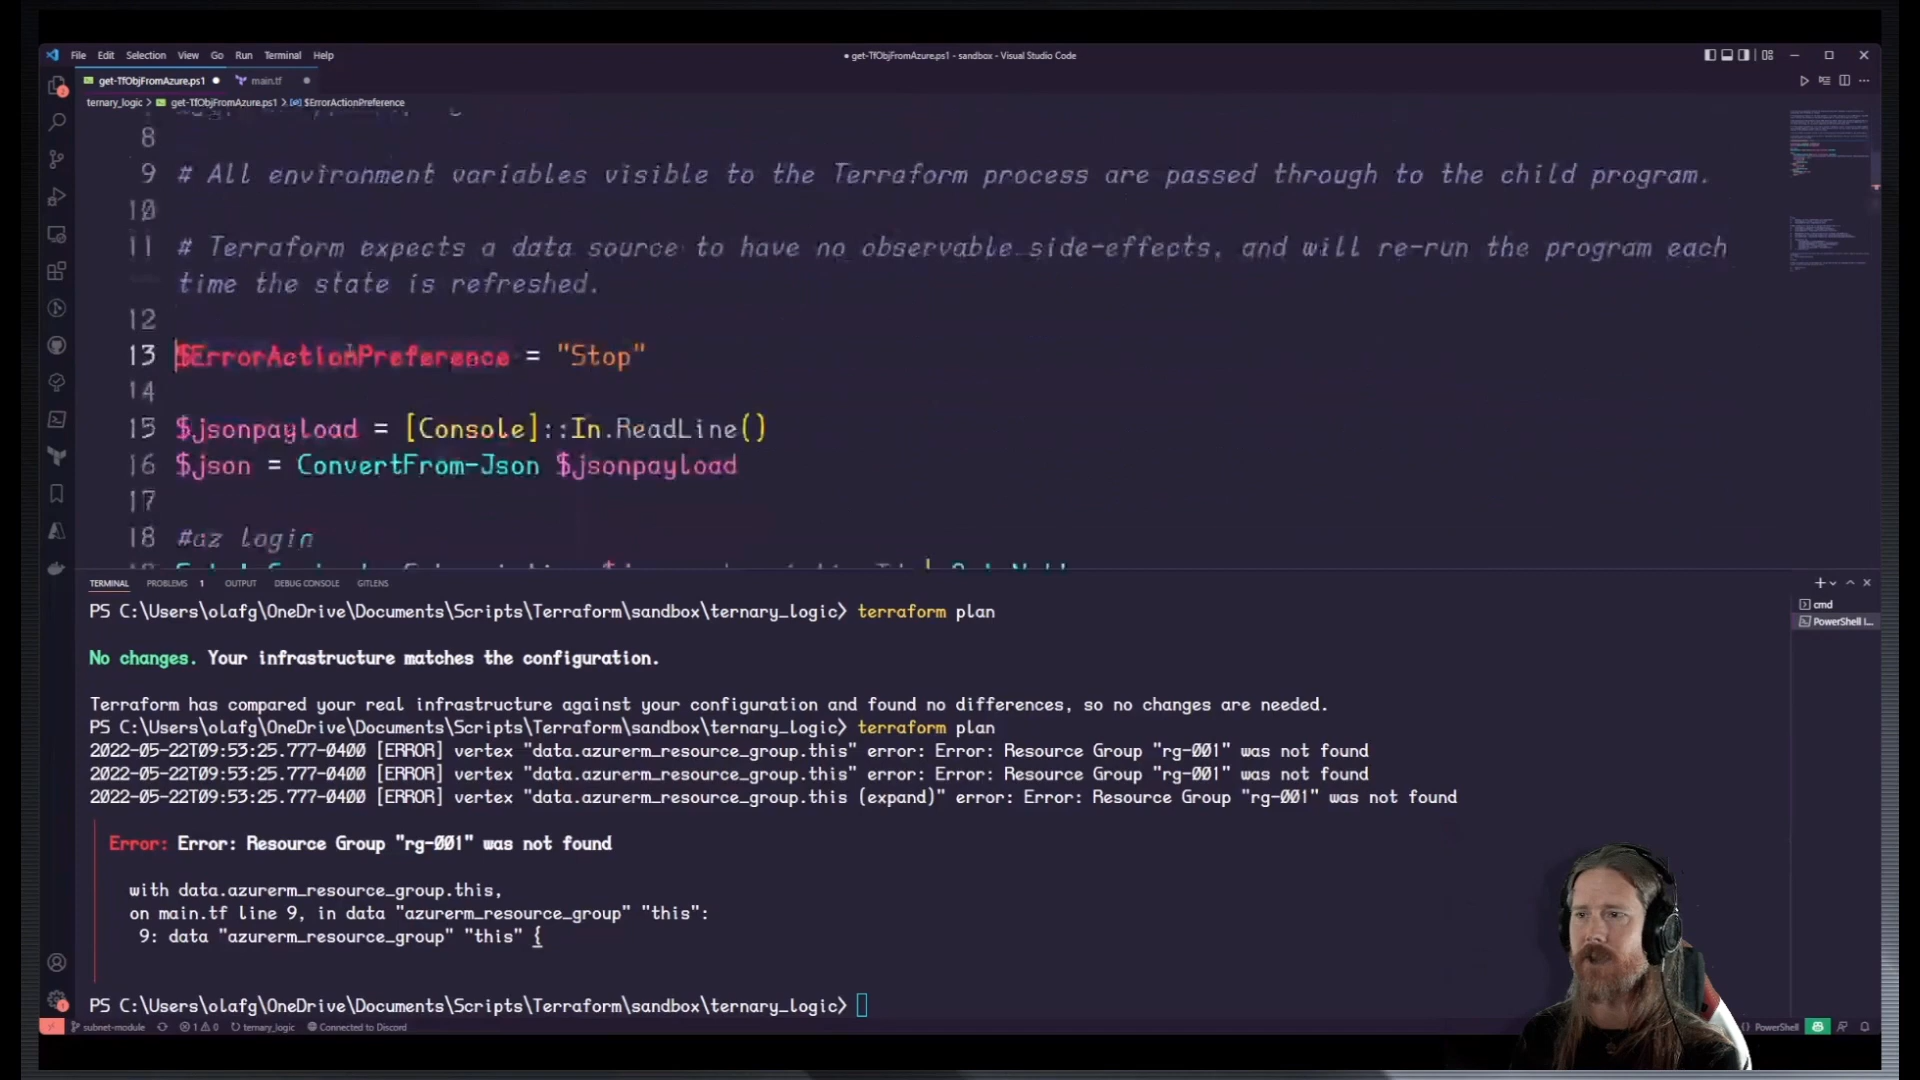 File Edit Selection View Go Run Terminal Help
● get-TfObjFromAzure.ps1 - sandbox - Visual Studio Code
get-TfObjFromAzure.ps1 ● main.tf ●
ternary_logic > get-TfObjFromAzure.ps1 > $ErrorActionPreference
8
9 # All environment variables visible to the Terraform process are passed through to the child program.
10
11 # Terraform expects a data source to have no observable side-effects, and will re-run the program each
time the state is refreshed.
12
13 $ErrorActionPreference = "Stop"
14
15 $jsonpayload = [Console]::In.ReadLine()
16 $json = ConvertFrom-Json $jsonpayload
17
18 #az login
TERMINAL PROBLEMS 1 OUTPUT DEBUG CONSOLE GITLENS
cmd
PowerShell I...
PS C:\Users\olafg\OneDrive\Documents\Scripts\Terraform\sandbox\ternary_logic> terraform plan
No changes. Your infrastructure matches the configuration.
Terraform has compared your real infrastructure against your configuration and found no differences, so no changes are needed.
PS C:\Users\olafg\OneDrive\Documents\Scripts\Terraform\sandbox\ternary_logic> terraform plan
2022-05-22T09:53:25.777-0400 [ERROR] vertex "data.azurerm_resource_group.this" error: Error: Resource Group "rg-001" was not found
2022-05-22T09:53:25.777-0400 [ERROR] vertex "data.azurerm_resource_group.this" error: Error: Resource Group "rg-001" was not found
2022-05-22T09:53:25.777-0400 [ERROR] vertex "data.azurerm_resource_group.this (expand)" error: Error: Resource Group "rg-001" was not found
Error: Error: Resource Group "rg-001" was not found
with data.azurerm_resource_group.this,
on main.tf line 9, in data "azurerm_resource_group" "this":
9: data "azurerm_resource_group" "this" {
PS C:\Users\olafg\OneDrive\Documents\Scripts\Terraform\sandbox\ternary_logic>
subnet-module 1 0 ternary_logic Connected to Discord PowerShell